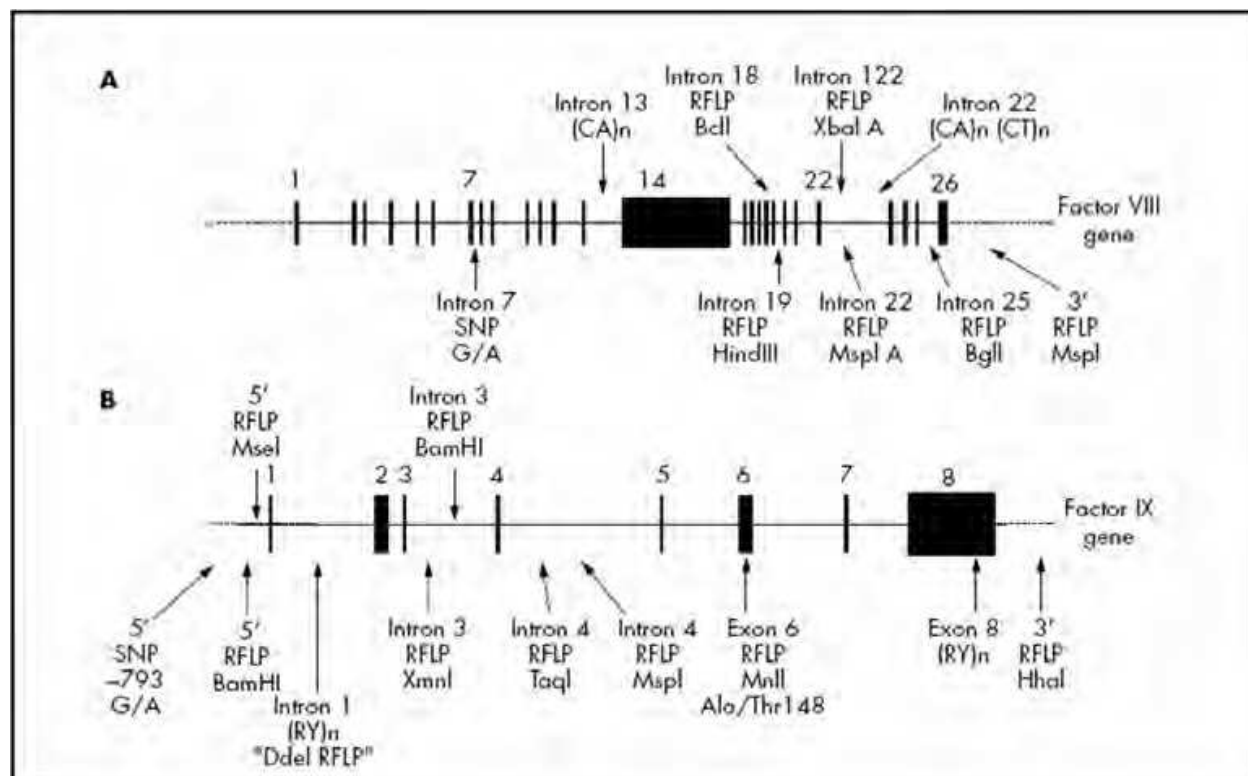 A
Intron 13
(CA)n
Intron 18
RFLP
BclI
Intron 122
RFLP
XbaI A
Intron 22
(CA)n (CT)n
1
7
14
22
26
Factor VIII
gene
Intron 7
SNP
G/A
Intron 19
RFLP
HindIII
Intron 22
RFLP
MspI A
Intron 25
RFLP
BglI
3'
RFLP
MspI
B
5'
RFLP
MseI
Intron 3
RFLP
BamHI
1
2
3
4
5
6
7
8
Factor IX
gene
5'
SNP
–793
G/A
5'
RFLP
BamHI
Intron 1
(RY)n
"DdeI RFLP"
Intron 3
RFLP
XmnI
Intron 4
RFLP
TaqI
Intron 4
RFLP
MspI
Exon 6
RFLP
MnlI
Ala/Thr148
Exon 8
(RY)n
3'
RFLP
HhaI